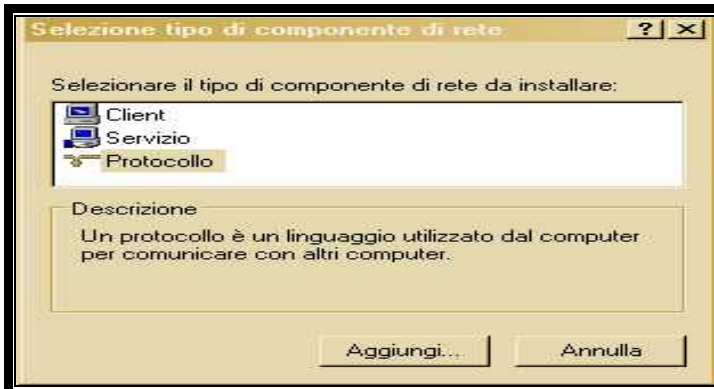 Selezione tipo di componente di rete
Selezionare il tipo di componente di rete da installare:
Client
Servizio
Protocollo
Descrizione
Un protocollo è un linguaggio utilizzato dal computer
per comunicare con altri computer.
Aggiungi...
Annulla